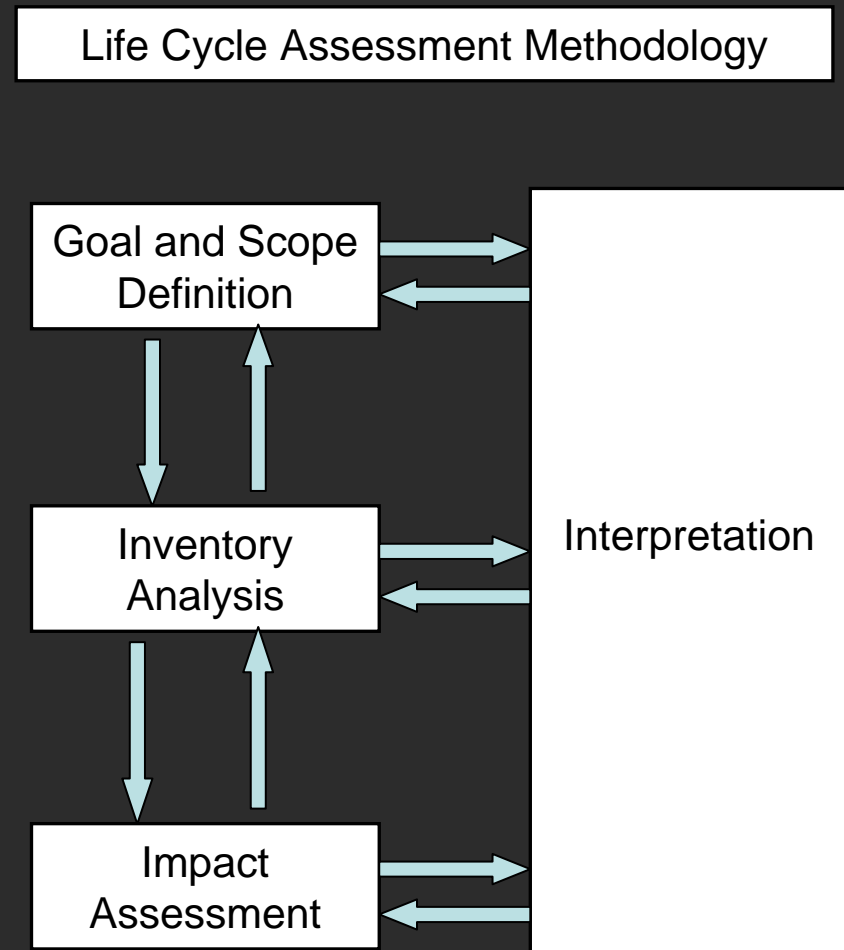 Life Cycle Assessment Methodology
Goal and Scope
Definition
Inventory
Analysis
Interpretation
Impact
Assessment